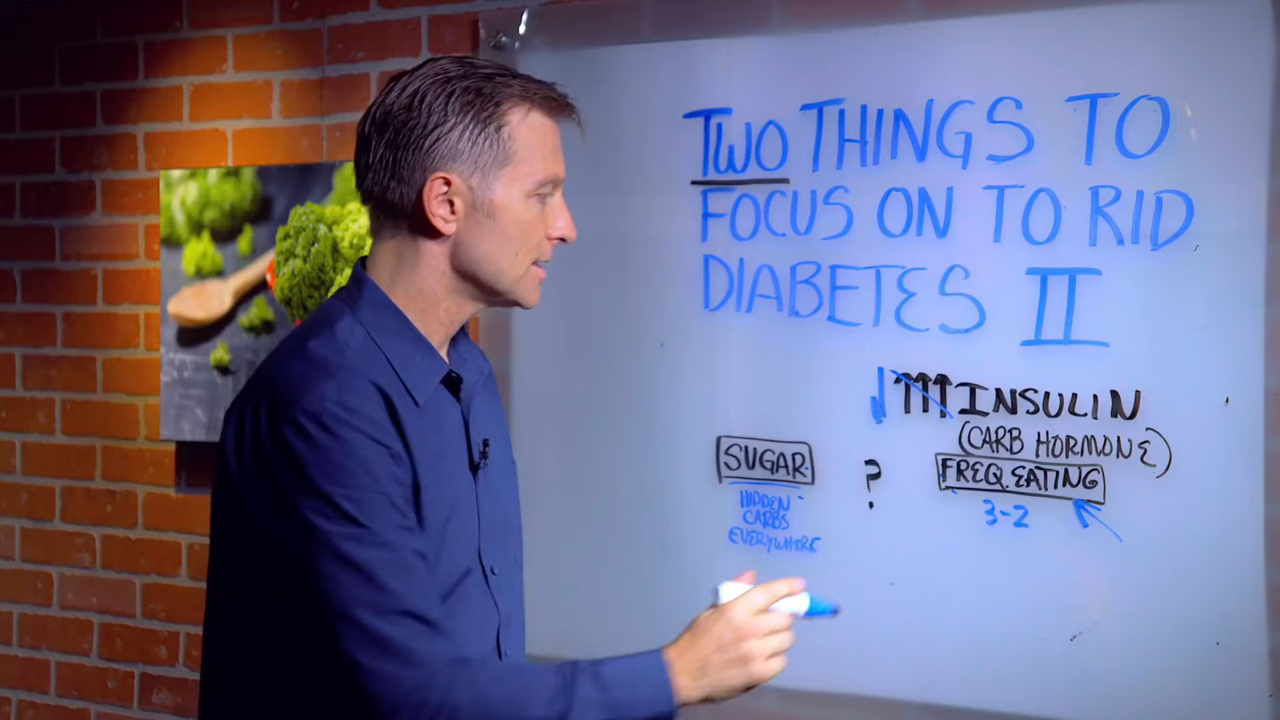 TWO THINGS TO
FOCUS ON TO RID
DIABETES II
↓ ↑↑↑ INSULIN
(CARB HORMONE)
SUGAR
?
FREQ. EATING
HIDDEN
CARBS
EVERYWHERE
3-2